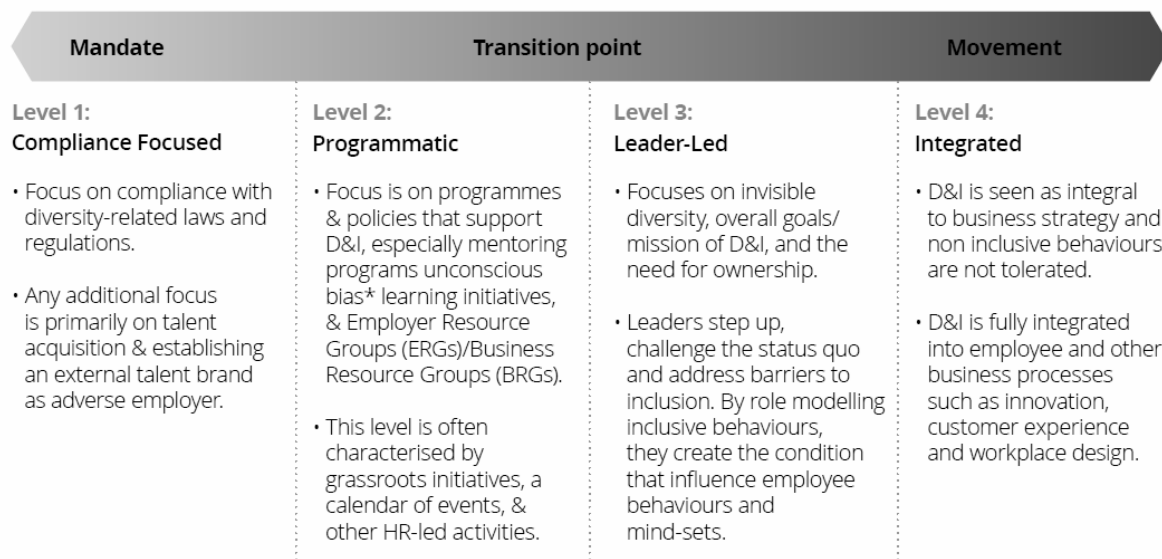 Mandate
Transition point
Movement
Level 1:
Compliance Focused
• Focus on compliance with
diversity-related laws and
regulations.
• Any additional focus
is primarily on talent
acquisition & establishing
an external talent brand
as adverse employer.
Level 2:
Programmatic
• Focus is on programmes
& policies that support
D&I, especially mentoring
programs unconscious
bias* learning initiatives,
& Employer Resource
Groups (ERGs)/Business
Resource Groups (BRGs).
• This level is often
characterised by
grassroots initiatives, a
calendar of events, &
other HR-led activities.
Level 3:
Leader-Led
• Focuses on invisible
diversity, overall goals/
mission of D&I, and the
need for ownership.
• Leaders step up,
challenge the status quo
and address barriers to
inclusion. By role modelling
inclusive behaviours,
they create the condition
that influence employee
behaviours and
mind-sets.
Level 4:
Integrated
• D&I is seen as integral
to business strategy and
non inclusive behaviours
are not tolerated.
• D&I is fully integrated
into employee and other
business processes
such as innovation,
customer experience
and workplace design.